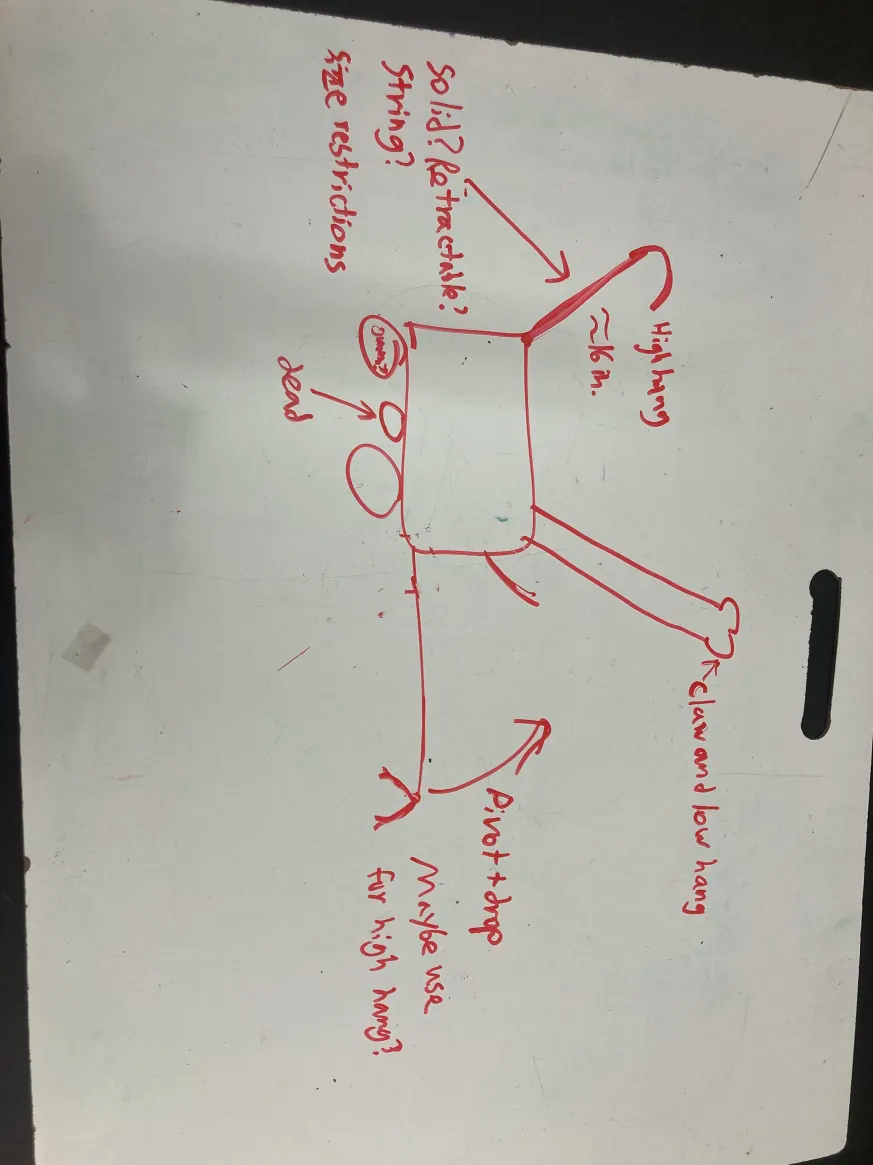 High hang
≈16 in.
solid? Retractable?
string?
size restrictions
dead
claw and low hang
Pivot + drop
Maybe use
for high hang?